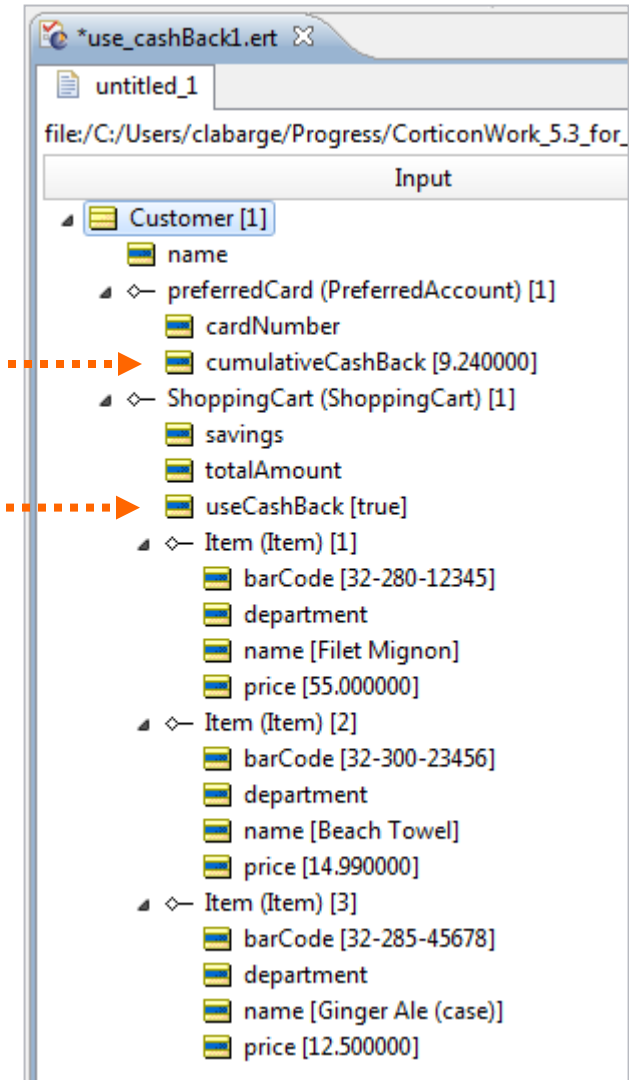 *use_cashBack1.ert
untitled_1
file:/C:/Users/clabarge/Progress/CorticonWork_5.3_for_
Input
Customer [1]
name
preferredCard (PreferredAccount) [1]
cardNumber
cumulativeCashBack [9.240000]
ShoppingCart (ShoppingCart) [1]
savings
totalAmount
useCashBack [true]
Item (Item) [1]
barCode [32-280-12345]
department
name [Filet Mignon]
price [55.000000]
Item (Item) [2]
barCode [32-300-23456]
department
name [Beach Towel]
price [14.990000]
Item (Item) [3]
barCode [32-285-45678]
department
name [Ginger Ale (case)]
price [12.500000]